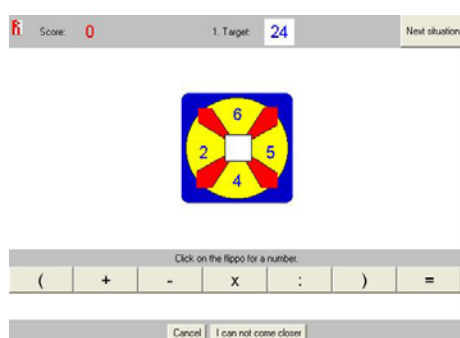 fi Score: 0 1. Target: 24 Next situation
6
2 5
4
Click on the flippo for a number.
( + - x : ) =
Cancel I can not come closer